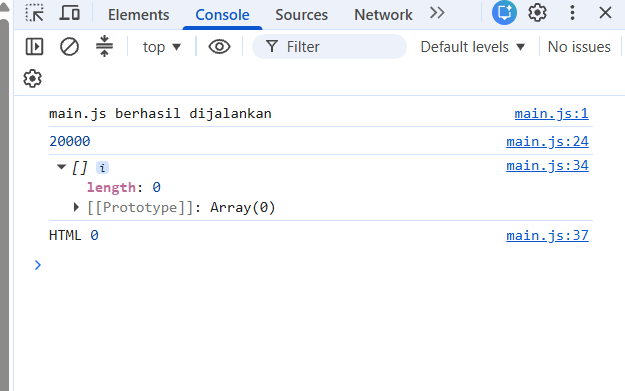 Elements Console Sources Network
top Filter Default levels No issues
main.js berhasil dijalankan main.js:1
20000 main.js:24
[] i main.js:34
length: 0
[[Prototype]]: Array(0)
HTML 0 main.js:37